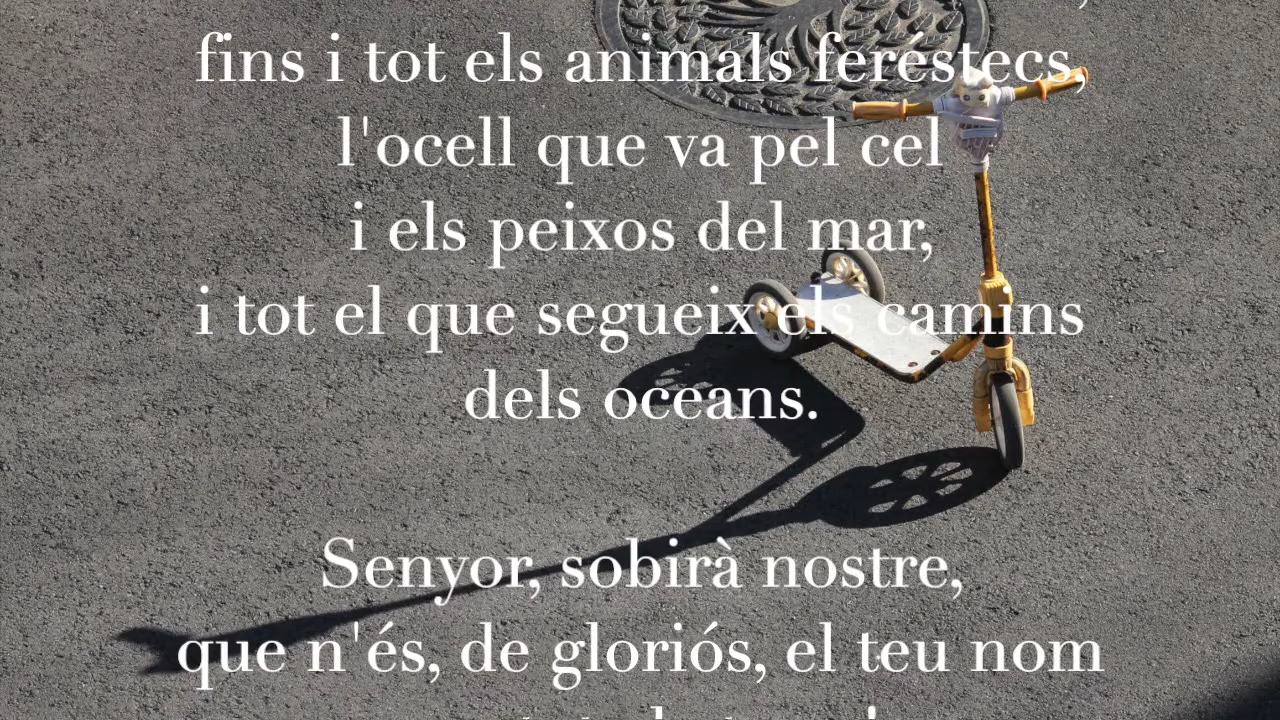 fins i tot els animals feréstecs,
l'ocell que va pel cel
i els peixos del mar,
i tot el que segueix els camins
dels oceans.
Senyor, sobirà nostre,
que n'és, de gloriós, el teu nom